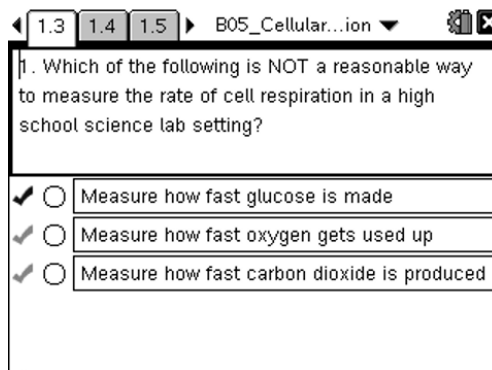 1.3 1.4 1.5 B05_Cellular...ion
1. Which of the following is NOT a reasonable way
to measure the rate of cell respiration in a high
school science lab setting?
Measure how fast glucose is made
Measure how fast oxygen gets used up
Measure how fast carbon dioxide is produced